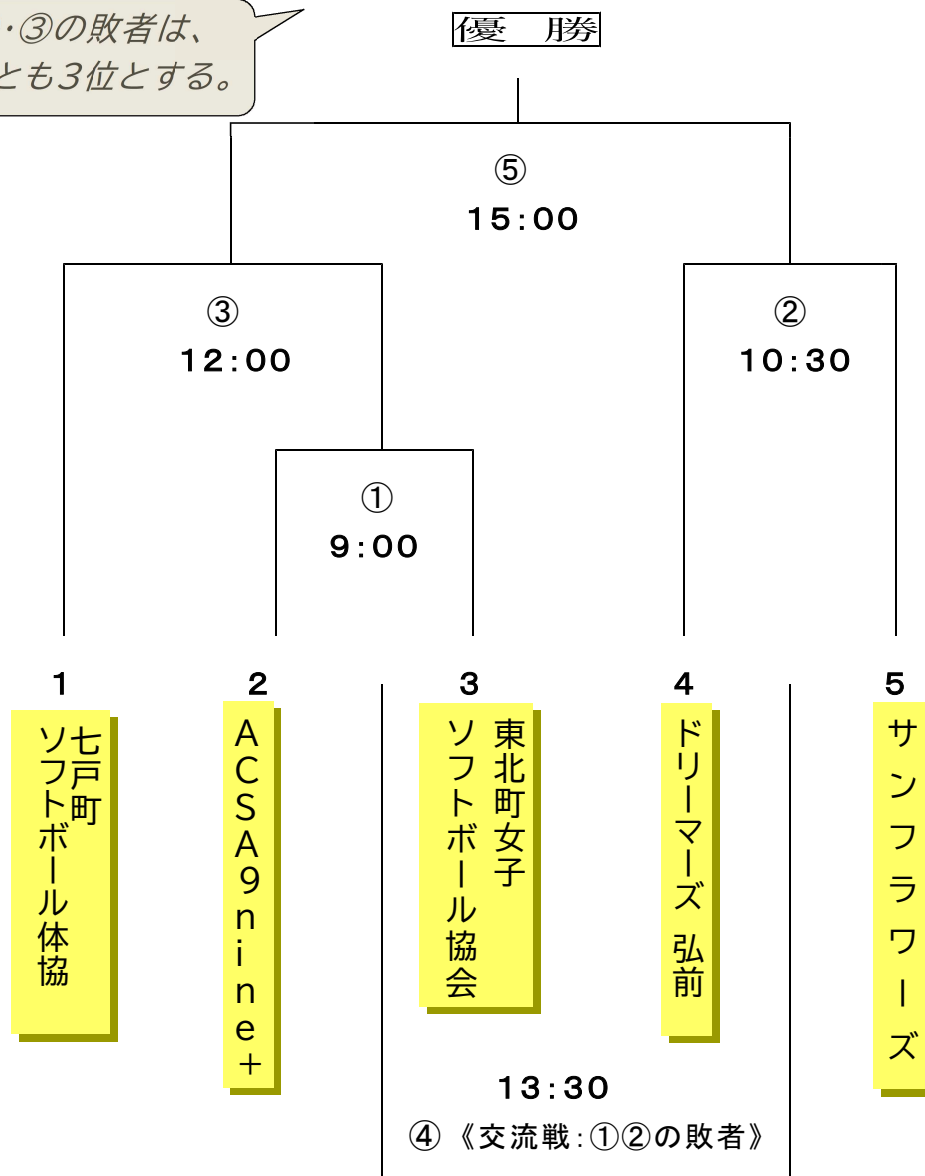 ・③の敗者は、
とも3位とする。
優　勝
⑤
15:00
③
12:00
②
10:30
①
9:00
1
2
3
4
5
七戸町
ソフトボール体協
ACSA9nine+
東北町女子
ソフトボール協会
ドリーマーズ 弘前
サンフラワーズ
13:30
④《交流戦:①②の敗者》